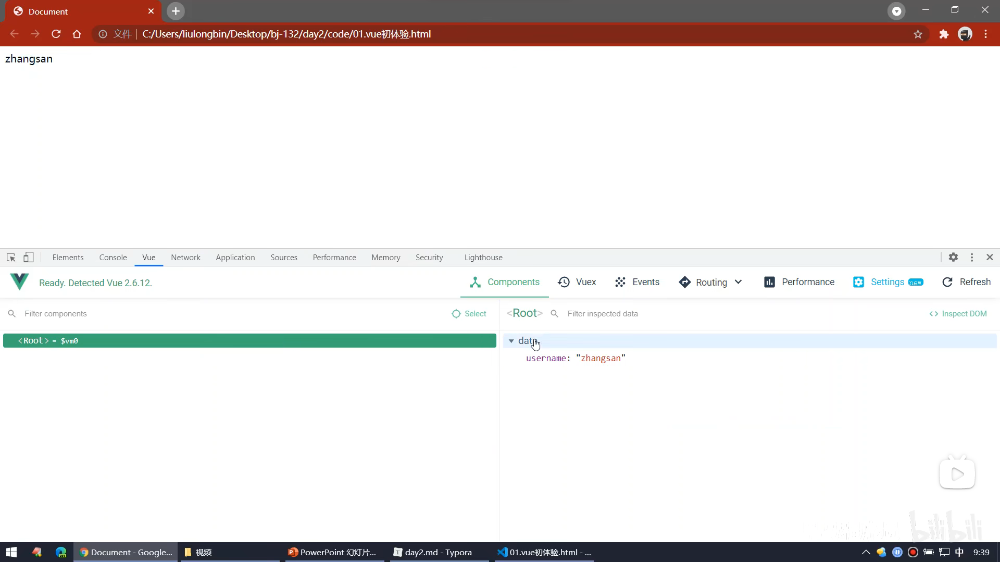 Document
文件 | C:/Users/liulongbin/Desktop/bj-132/day2/code/01.vue初体验.html
zhangsan
Elements Console Vue Network Application Sources Performance Memory Security Lighthouse
Ready. Detected Vue 2.6.12. Components Vuex Events Routing Performance Settings new Refresh
Filter components Select <Root> Filter inspected data <> Inspect DOM
<Root> = $vm0
data
username: "zhangsan"
bilibili
Document - Google... 视频 PowerPoint 幻灯片... day2.md - Typora 01.vue初体验.html - ... 中 9:39